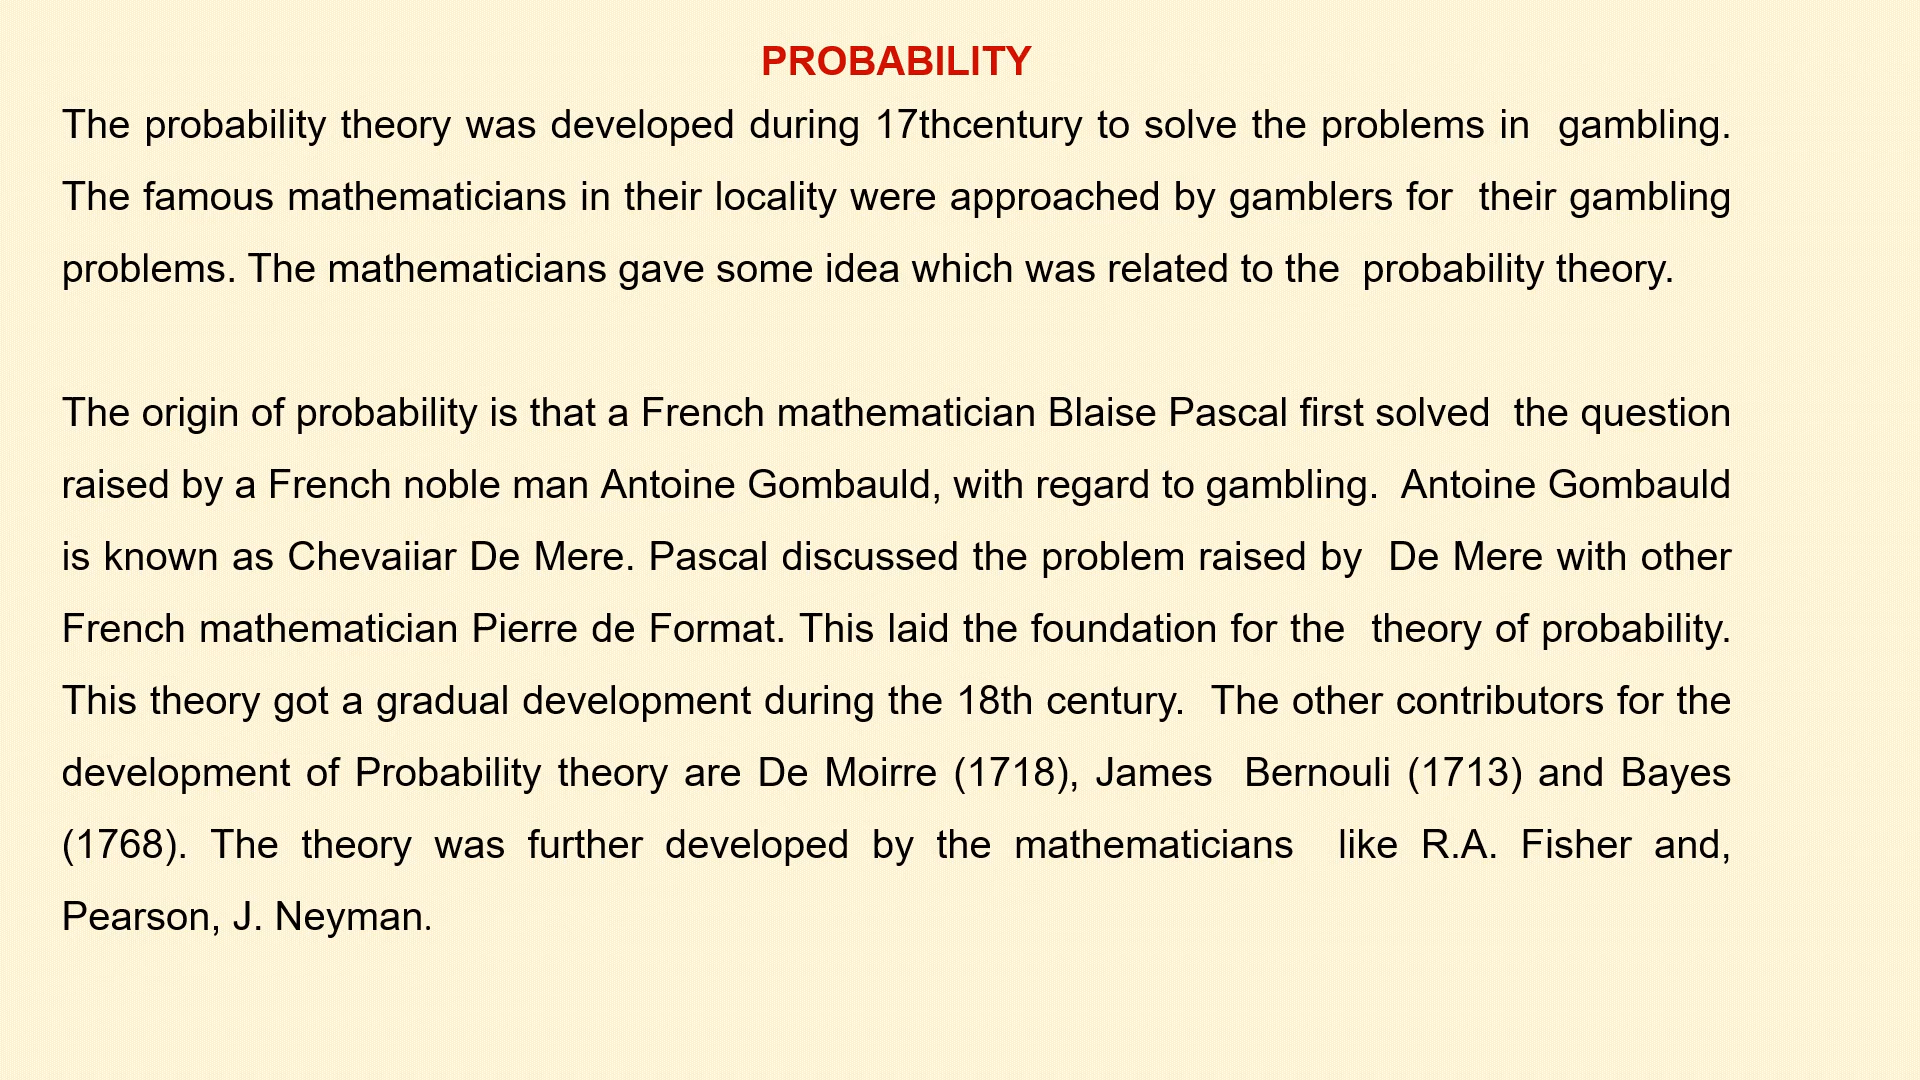 PROBABILITY
The probability theory was developed during 17thcentury to solve the problems in gambling.
The famous mathematicians in their locality were approached by gamblers for their gambling
problems. The mathematicians gave some idea which was related to the probability theory.
The origin of probability is that a French mathematician Blaise Pascal first solved the question
raised by a French noble man Antoine Gombauld, with regard to gambling. Antoine Gombauld
is known as Chevaiiar De Mere. Pascal discussed the problem raised by De Mere with other
French mathematician Pierre de Format. This laid the foundation for the theory of probability.
This theory got a gradual development during the 18th century. The other contributors for the
development of Probability theory are De Moirre (1718), James Bernouli (1713) and Bayes
(1768). The theory was further developed by the mathematicians like R.A. Fisher and,
Pearson, J. Neyman.